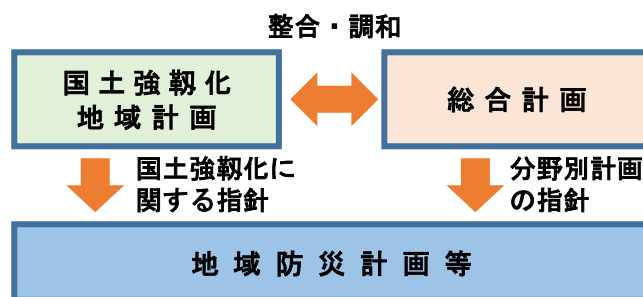 整合・調和
国土強靱化
地域計画
総合計画
国土強靱化に
関する指針
分野別計画
の指針
地域防災計画等